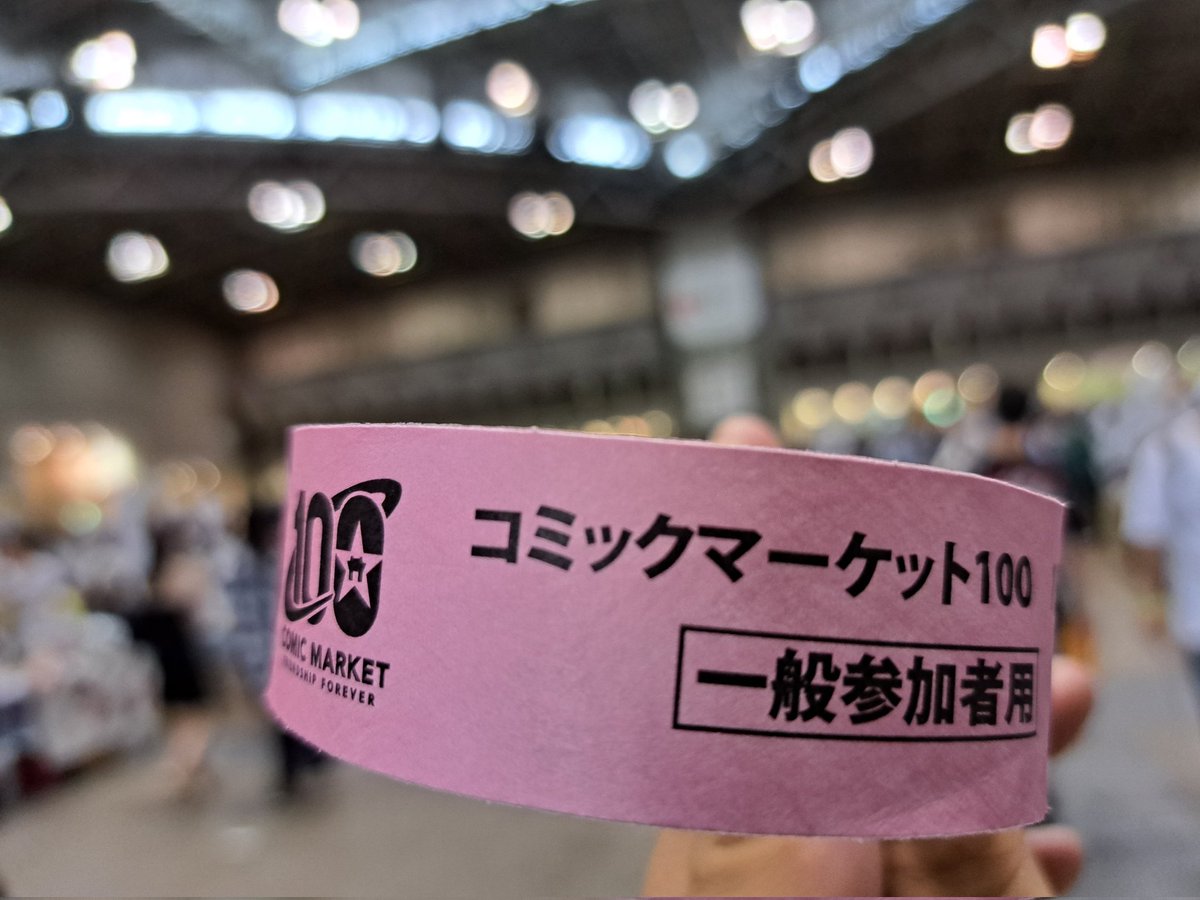 100
COMIC MARKET
FRIENDSHIP FOREVER
コミックマーケット100
一般参加者用